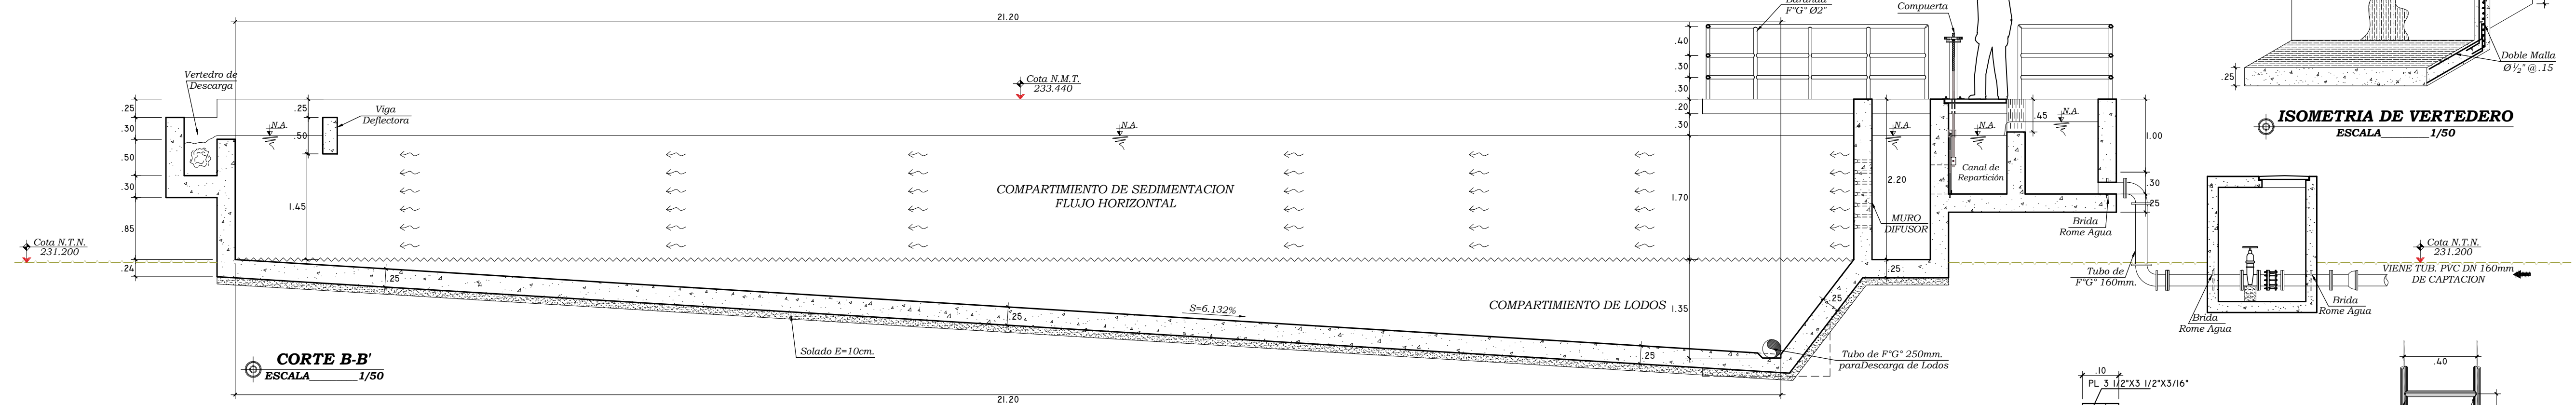 21.20
F°G° Ø2"
Compuerta
.40
.30
.30
.20
.30
Vertedro de
Descarga
.25
.30
.50
.30
.85
.24
.25
.50
1.45
Viga
Deflectora
N.A.
Cota N.M.T.
233.440
N.A.
N.A.
N.A.
N.A.
.45
1.00
.30
.25
Canal de
Repartición
2.20
1.70
MURO
DIFUSOR
Brida
Rome Agua
COMPARTIMIENTO DE SEDIMENTACION
FLUJO HORIZONTAL
Cota N.T.N.
231.200
.25
.25
S=6.132%
COMPARTIMIENTO DE LODOS
1.35
.25
.25
.25
Solado E=10cm.
Tubo de F°G° 250mm.
paraDescarga de Lodos
Tubo de
F°G° 160mm.
Brida
Rome Agua
Brida
Rome Agua
Cota N.T.N.
231.200
VIENE TUB. PVC DN 160mm
DE CAPTACION
CORTE B-B'
ESCALA 1/50
21.20
Doble Malla
Ø 1/2" @ .15
.25
ISOMETRIA DE VERTEDERO
ESCALA 1/50
.10
PL 3 1/2"X3 1/2"X3/16"
.40